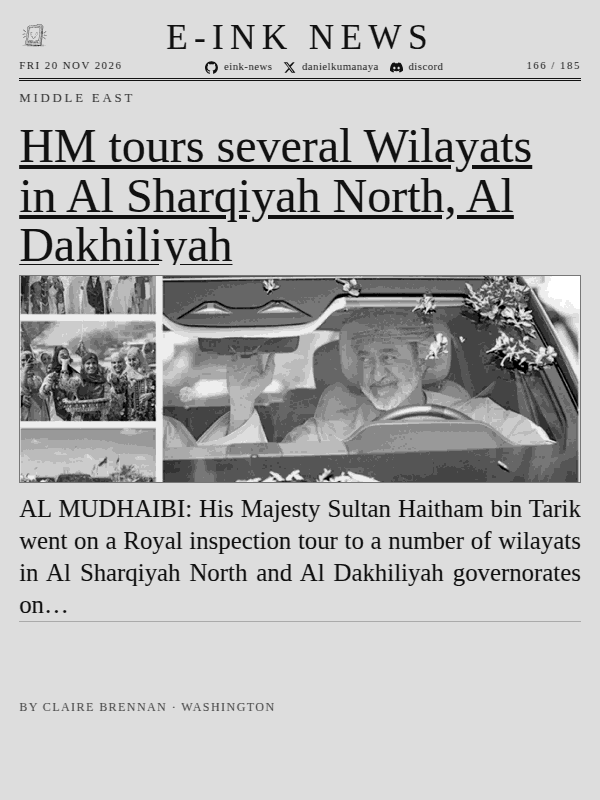 E-INK NEWS
FRI 20 NOV 2026
eink-news danielkumanaya discord
166 / 185
MIDDLE EAST
HM tours several Wilayats
in Al Sharqiyah North, Al
Dakhiliyah
AL MUDHAIBI: His Majesty Sultan Haitham bin Tarik
went on a Royal inspection tour to a number of wilayats
in Al Sharqiyah North and Al Dakhiliyah governorates
on…
BY CLAIRE BRENNAN · WASHINGTON